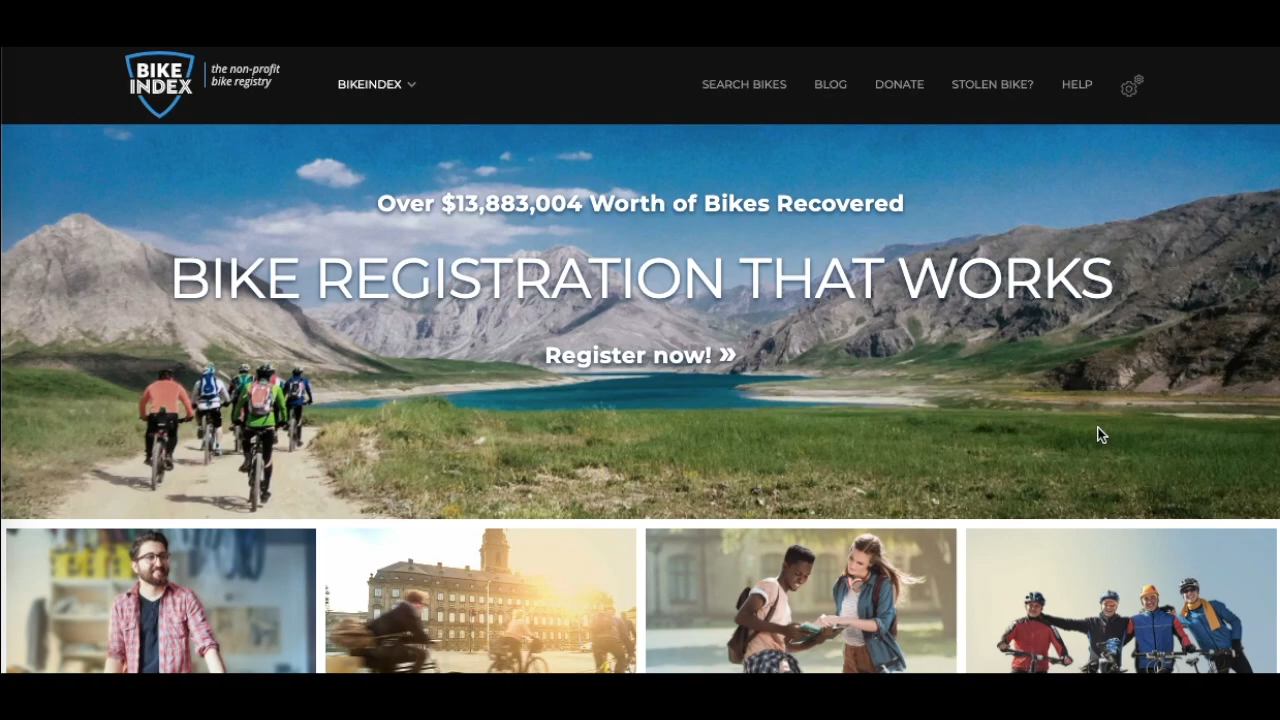 BIKE
INDEX
the non-profit
bike registry
BIKEINDEX
SEARCH BIKES
BLOG
DONATE
STOLEN BIKE?
HELP
Over $13,883,004 Worth of Bikes Recovered
BIKE REGISTRATION THAT WORKS
Register now! »